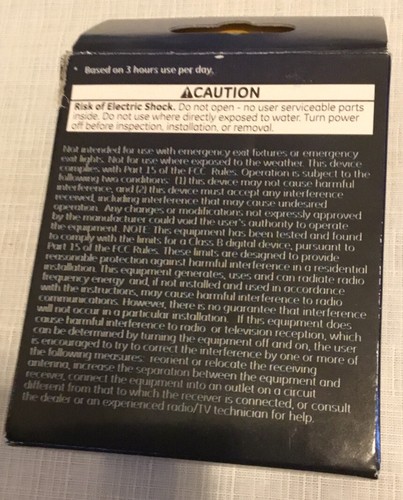 * Based on 3 hours use per day.
⚠CAUTION
Risk of Electric Shock. Do not open - no user serviceable parts
inside. Do not use where directly exposed to water. Turn power
off before inspection, installation, or removal.
Not intended for use with emergency exit fixtures or emergency
exit lights. Not for use where exposed to the weather. This device
complies with Part 15 of the FCC Rules. Operation is subject to the
following two conditions: (1) this device may not cause harmful
interference, and (2) this device must accept any interference
received, including interference that may cause undesired
operation. Any changes or modifications not expressly approved
by the manufacturer could void the user's authority to operate
the equipment. NOTE: This equipment has been tested and found
to comply with the limits for a Class B digital device, pursuant to
Part 15 of the FCC Rules. These limits are designed to provide
reasonable protection against harmful interference in a residential
installation. This equipment generates, uses and can radiate radio
frequency energy and, if not installed and used in accordance
with the instructions, may cause harmful interference to radio
communications. However, there is no guarantee that interference
will not occur in a particular installation. If this equipment does
cause harmful interference to radio or television reception, which
can be determined by turning the equipment off and on, the user
is encouraged to try to correct the interference by one or more of
the following measures: reorient or relocate the receiving
antenna, increase the separation between the equipment and
receiver, connect the equipment into an outlet on a circuit
different from that to which the receiver is connected, or consult
the dealer or an experienced radio/TV technician for help.